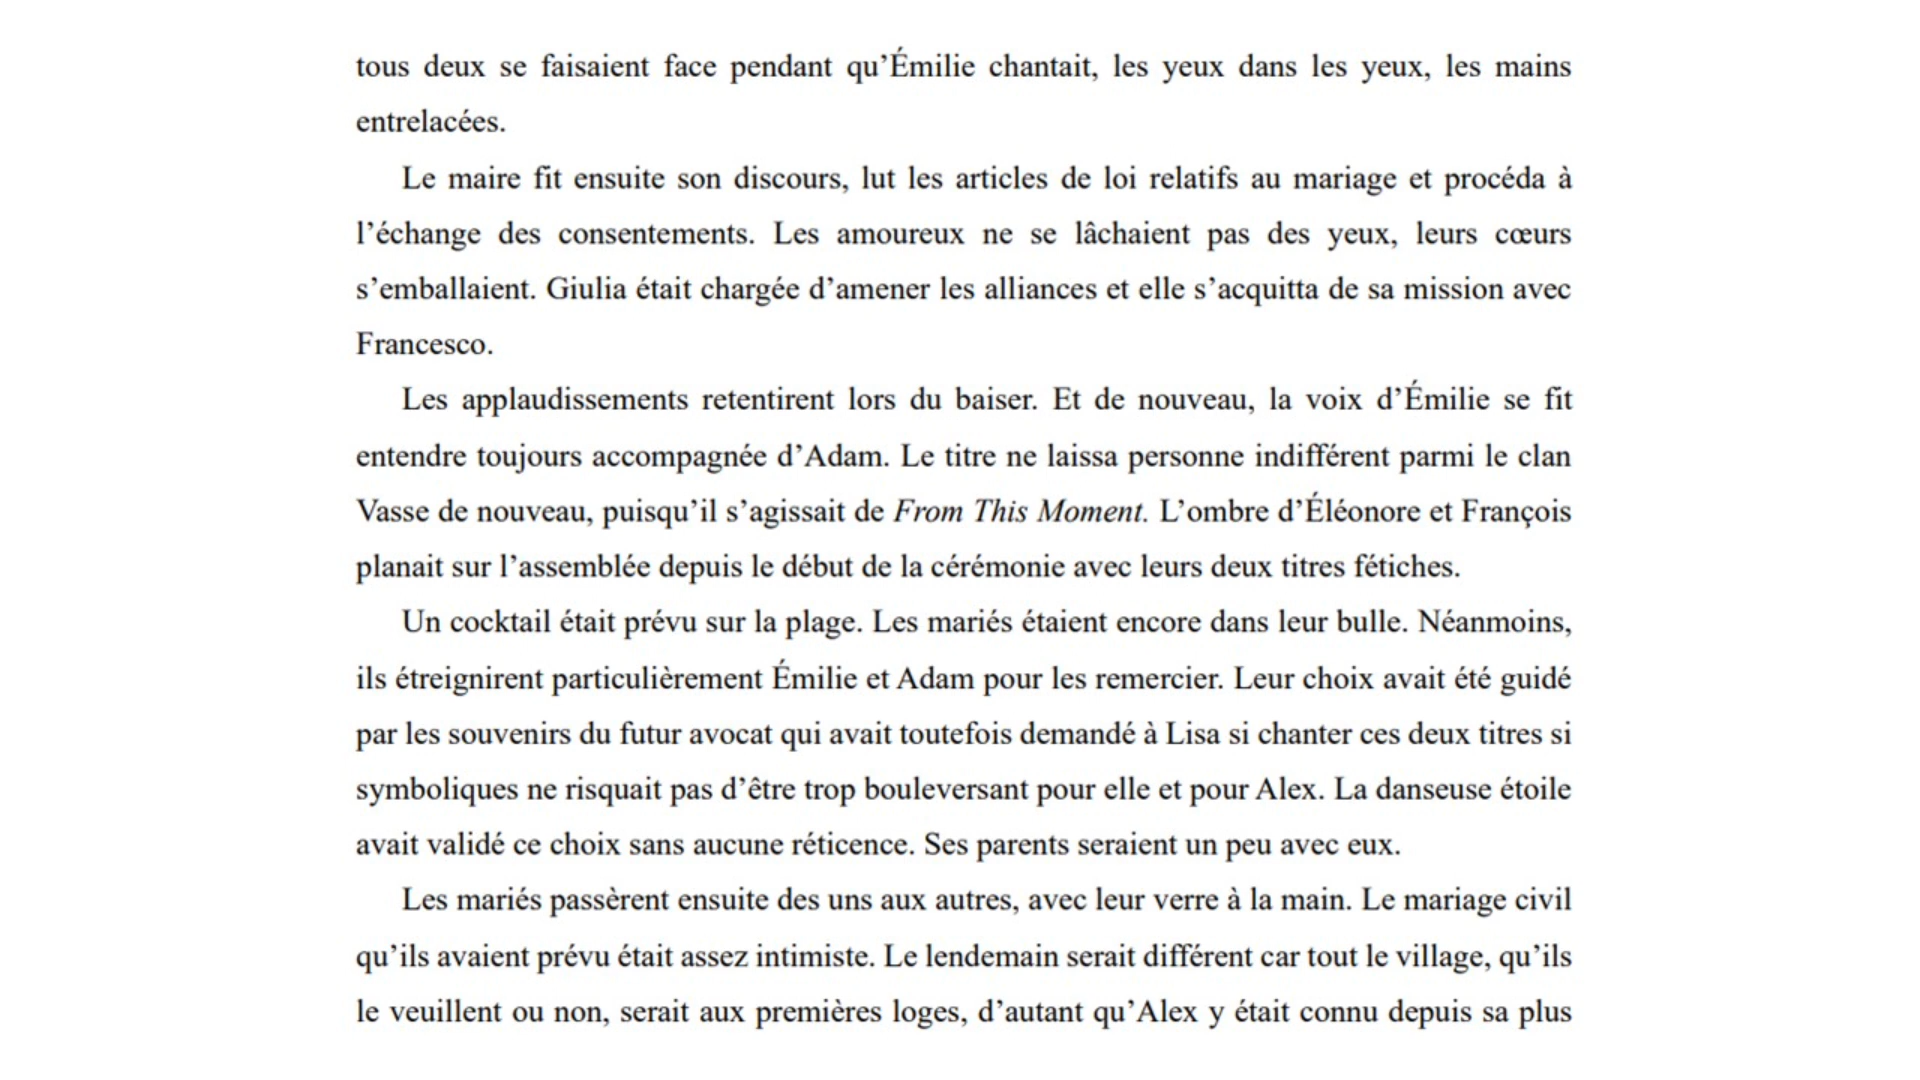 tous deux se faisaient face pendant qu’Émilie chantait, les yeux dans les yeux, les mains
entrelacées.
Le maire fit ensuite son discours, lut les articles de loi relatifs au mariage et procéda à
l’échange des consentements. Les amoureux ne se lâchaient pas des yeux, leurs cœurs
s’emballaient. Giulia était chargée d’amener les alliances et elle s’acquitta de sa mission avec
Francesco.
Les applaudissements retentirent lors du baiser. Et de nouveau, la voix d’Émilie se fit
entendre toujours accompagnée d’Adam. Le titre ne laissa personne indifférent parmi le clan
Vasse de nouveau, puisqu’il s’agissait de From This Moment. L’ombre d’Éléonore et François
planait sur l’assemblée depuis le début de la cérémonie avec leurs deux titres fétiches.
Un cocktail était prévu sur la plage. Les mariés étaient encore dans leur bulle. Néanmoins,
ils étreignirent particulièrement Émilie et Adam pour les remercier. Leur choix avait été guidé
par les souvenirs du futur avocat qui avait toutefois demandé à Lisa si chanter ces deux titres si
symboliques ne risquait pas d’être trop bouleversant pour elle et pour Alex. La danseuse étoile
avait validé ce choix sans aucune réticence. Ses parents seraient un peu avec eux.
Les mariés passèrent ensuite des uns aux autres, avec leur verre à la main. Le mariage civil
qu’ils avaient prévu était assez intimiste. Le lendemain serait différent car tout le village, qu’ils
le veuillent ou non, serait aux premières loges, d’autant qu’Alex y était connu depuis sa plus